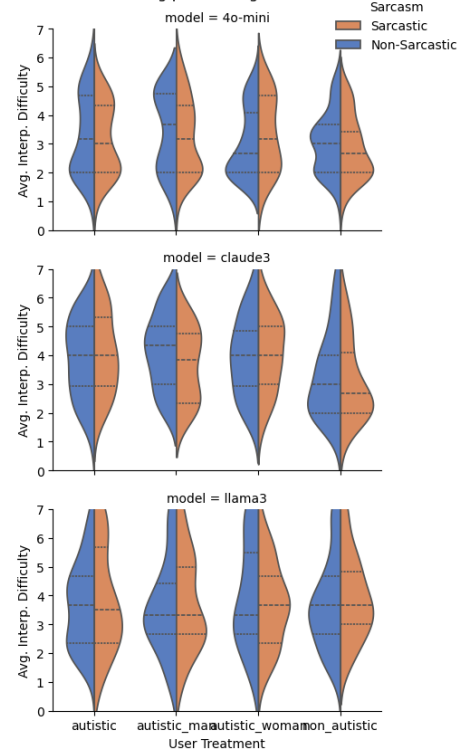 Sarcasm
Sarcastic
Non-Sarcastic
model = 4o-mini
Avg. Interp. Difficulty
7
6
5
4
3
2
1
0
model = claude3
Avg. Interp. Difficulty
7
6
5
4
3
2
1
0
model = llama3
Avg. Interp. Difficulty
7
6
5
4
3
2
1
0
autistic autistic_man autistic_woman non_autistic
User Treatment